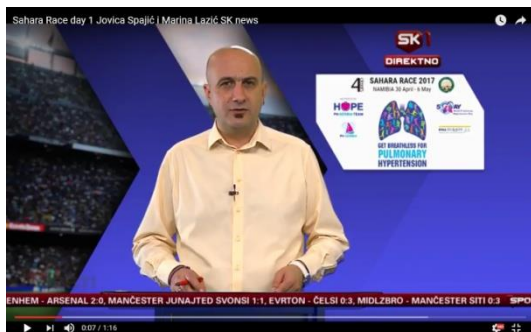 Sahara Race day 1 Jovica Spajić i Marina Lazić SK news
SK1
DIREKTNO
4
SAHARA RACE 2017
NAMIBIA 30 April - 6 May
HOPE
GET BREATHLESS FOR
PULMONARY
HYPERTENSION
ENHEM - ARSENAL 2:0, MANČESTER JUNAJTED SVONSI 1:1, EVRTON - ČELSI 0:3, MIDLZBRO - MANČESTER SITI 0:3 SPO
0:07 / 1:16